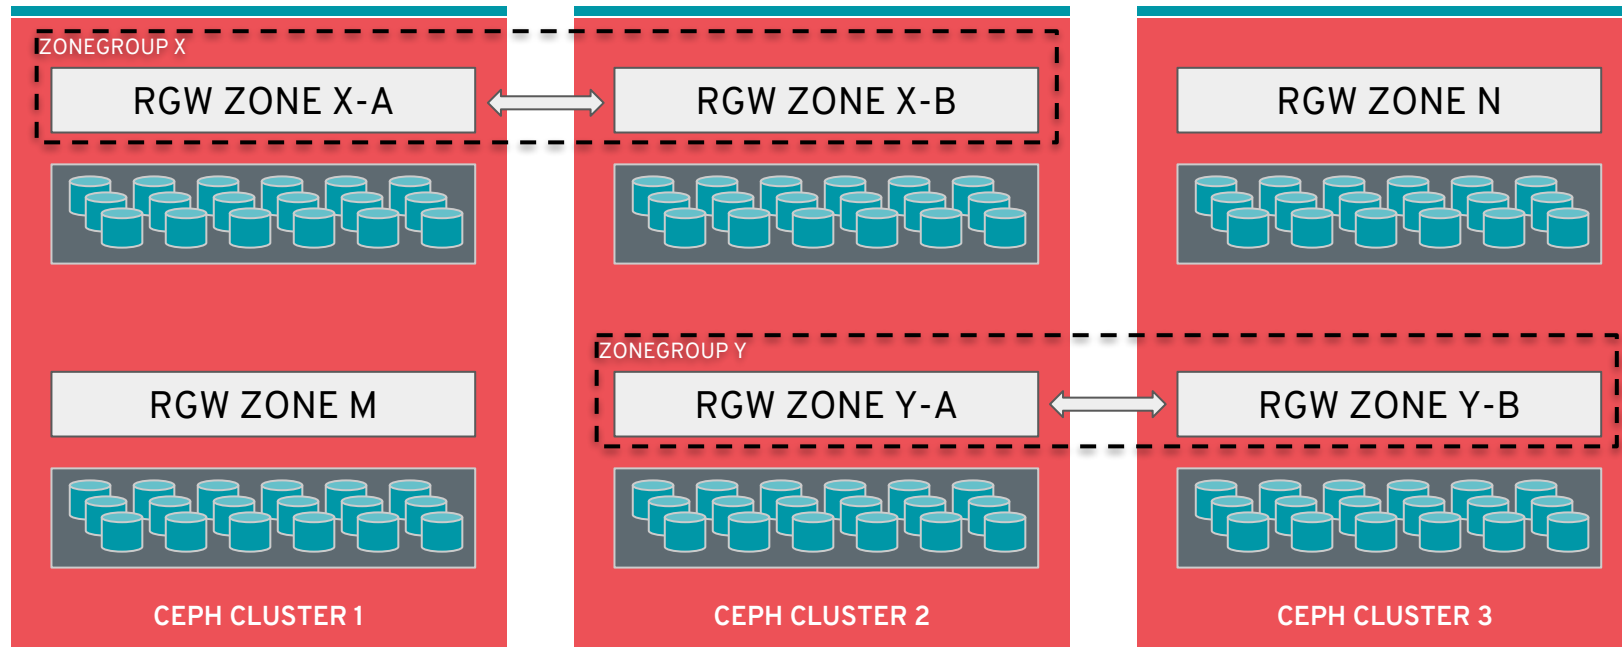 ZONEGROUP X
RGW ZONE X-A
RGW ZONE X-B
RGW ZONE N
ZONEGROUP Y
RGW ZONE M
RGW ZONE Y-A
RGW ZONE Y-B
CEPH CLUSTER 1
CEPH CLUSTER 2
CEPH CLUSTER 3